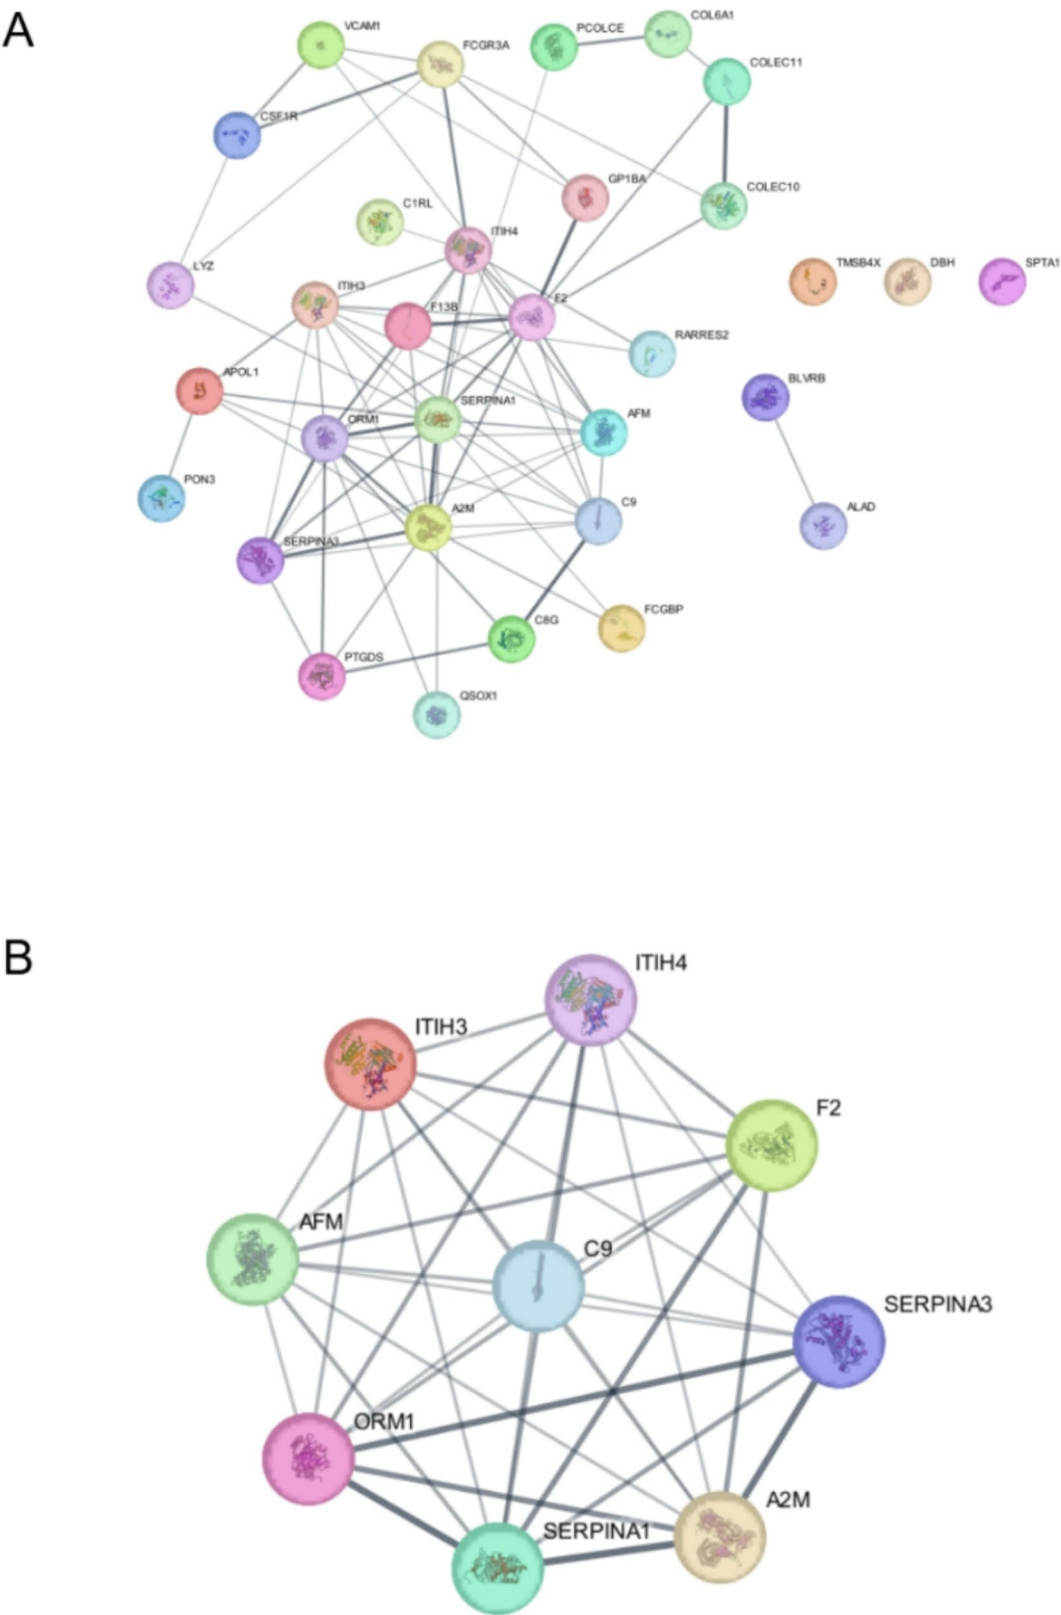 A
VCAM1
FCGR3A
PCOLCE
COL6A1
COLEC11
CSF1R
GP1BA
COLEC10
C1RL
ITIH4
LYZ
ITIH3
F13B
F2
TMSB4X
DBH
SPTA1
RARRES2
APOL1
BLVRB
SERPINA1
ORM1
AFM
PON3
A2M
C9
ALAD
SERPINA3
FCGBP
C8G
PTGDS
QSOX1
B
ITIH4
ITIH3
F2
AFM
C9
SERPINA3
ORM1
A2M
SERPINA1